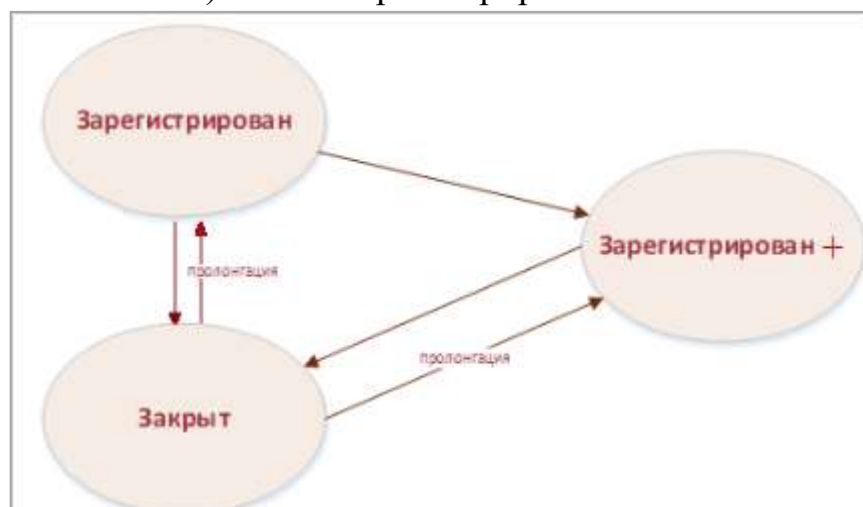 Зарегистрирован
Зарегистрирован +
пролонгация
пролонгация
Закрыт